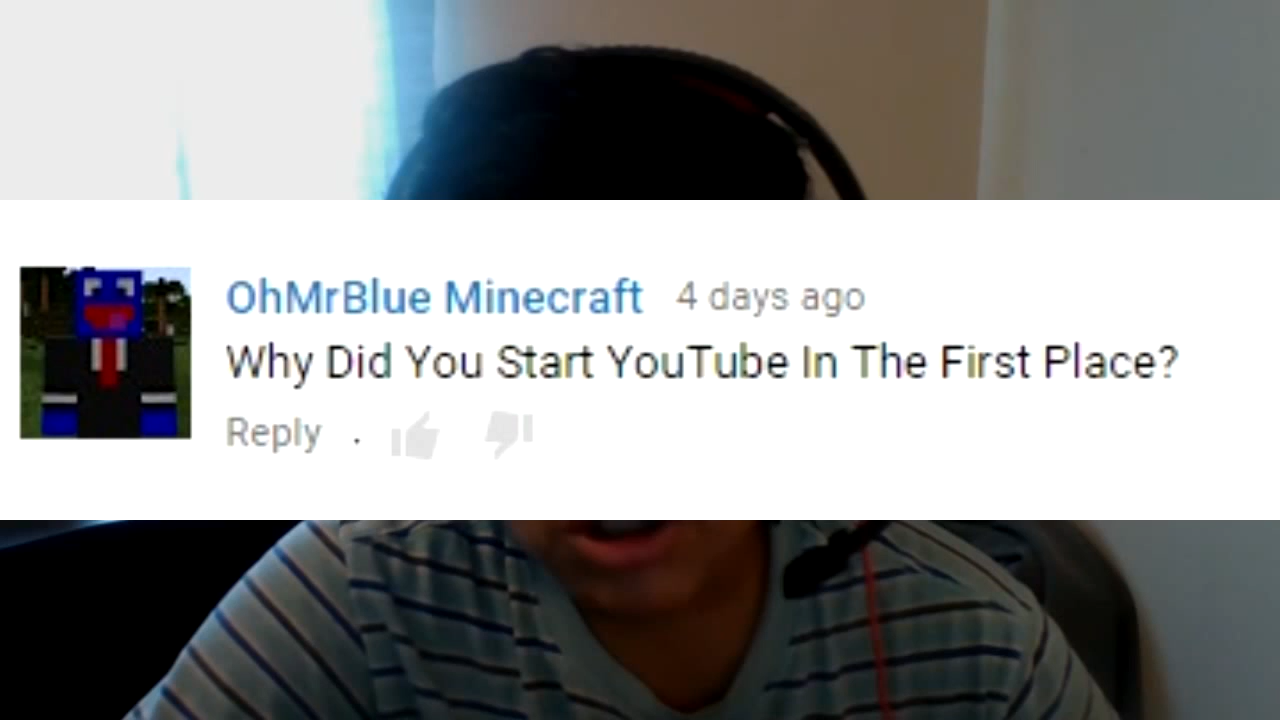 OhMrBlue Minecraft 4 days ago
Why Did You Start YouTube In The First Place?
Reply .